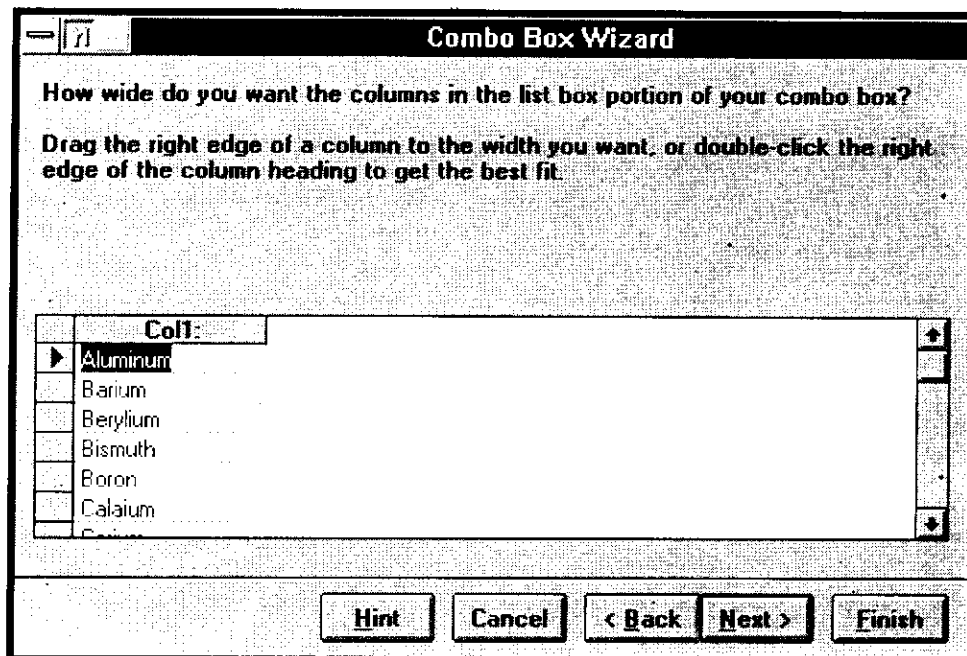 Combo Box Wizard
How wide do you want the columns in the list box portion of your combo box?
Drag the right edge of a column to the width you want, or double-click the right
edge of the column heading to get the best fit.
Col1:
Aluminum
Barium
Berylium
Bismuth
Boron
Calaium
Hint Cancel < Back Next > Finish